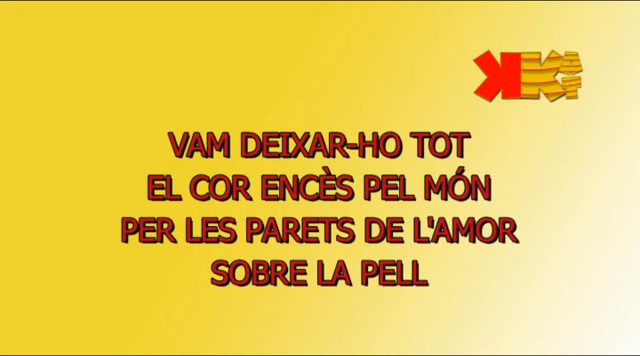 VAM DEIXAR-HO TOT
EL COR ENCÈS PEL MÓN
PER LES PARETS DE L'AMOR
SOBRE LA PELL